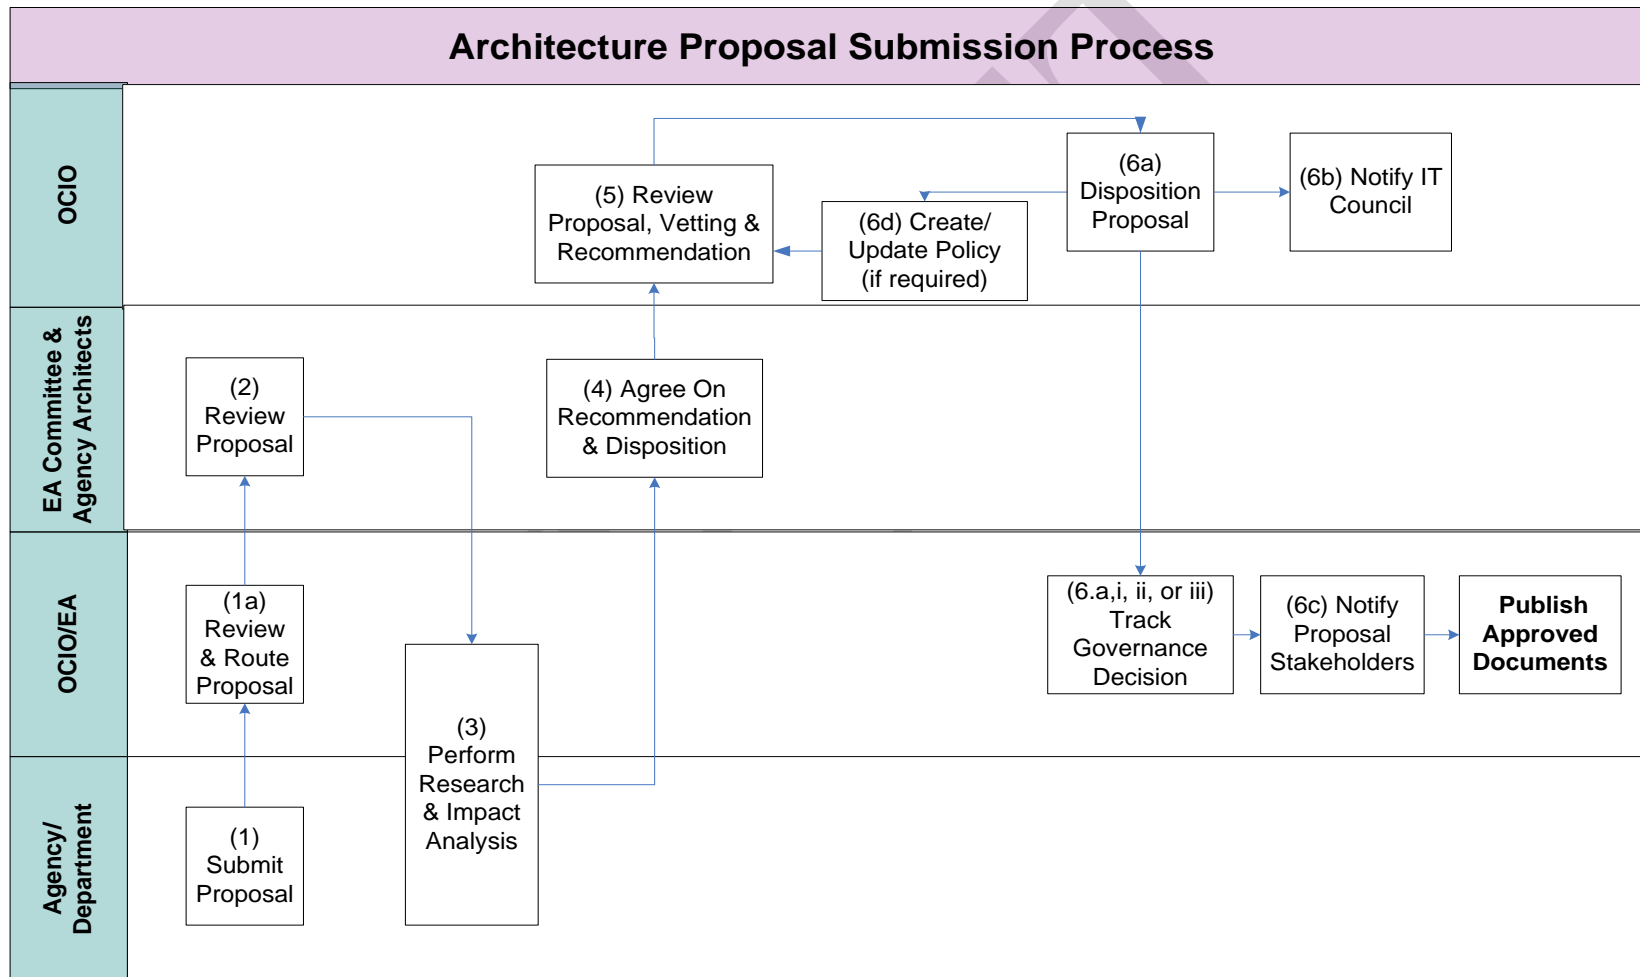 Architecture Proposal Submission Process
OCIO
(5) Review
Proposal, Vetting &
Recommendation
(6d) Create/
Update Policy
(if required)
(6a)
Disposition
Proposal
(6b) Notify IT
Council
EA Committee &
Agency Architects
(2)
Review
Proposal
(4) Agree On
Recommendation
& Disposition
OCIO/EA
(1a)
Review
& Route
Proposal
(3)
Perform
Research
& Impact
Analysis
(6.a,i, ii, or iii)
Track
Governance
Decision
(6c) Notify
Proposal
Stakeholders
Publish
Approved
Documents
Agency/
Department
(1)
Submit
Proposal